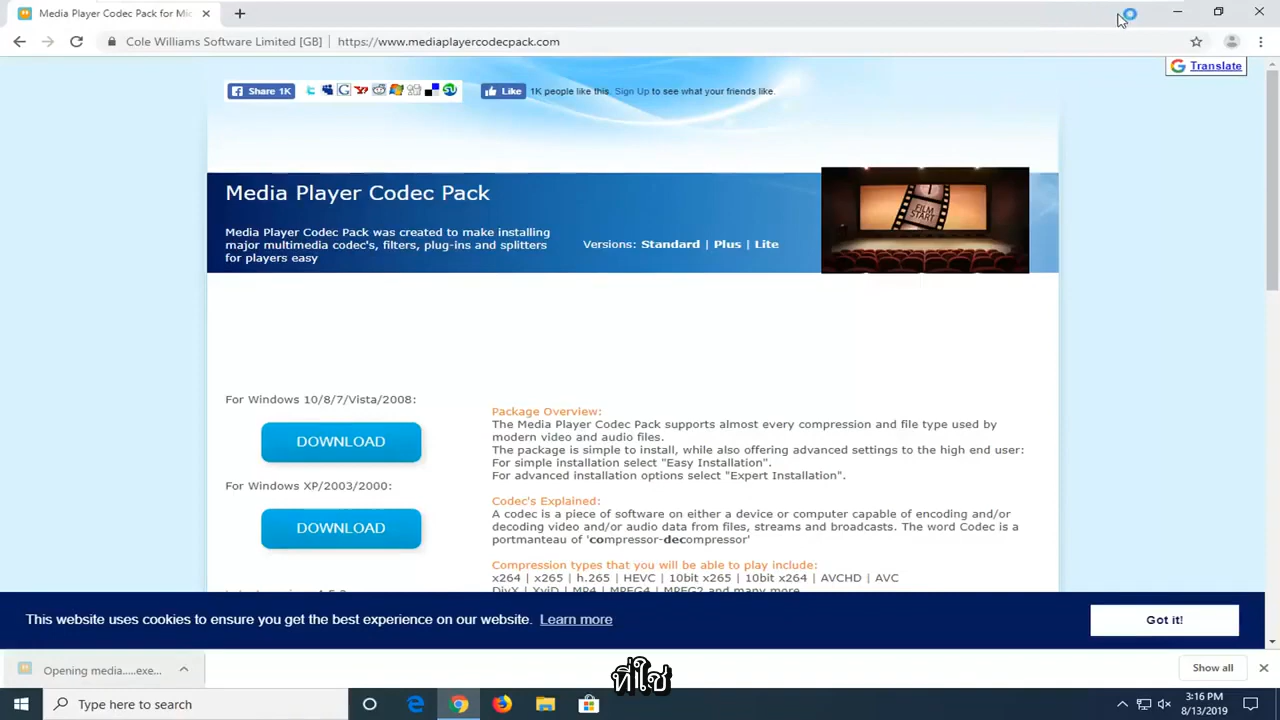 Media Player Codec Pack for Mic
Cole Williams Software Limited [GB] | https://www.mediaplayercodecpack.com
Translate
Share 1K
Like 1K people like this. Sign Up to see what your friends like.
Media Player Codec Pack
Media Player Codec Pack was created to make installing
major multimedia codec's, filters, plug-ins and splitters
for players easy
Versions: Standard | Plus | Lite
FILM
START
For Windows 10/8/7/Vista/2008:
DOWNLOAD
For Windows XP/2003/2000:
DOWNLOAD
Package Overview:
The Media Player Codec Pack supports almost every compression and file type used by
modern video and audio files.
The package is simple to install, while also offering advanced settings to the high end user:
For simple installation select "Easy Installation".
For advanced installation options select "Expert Installation".
Codec's Explained:
A codec is a piece of software on either a device or computer capable of encoding and/or
decoding video and/or audio data from files, streams and broadcasts. The word Codec is a
portmanteau of 'compressor-decompressor'
Compression types that you will be able to play include:
x264 | x265 | h.265 | HEVC | 10bit x265 | 10bit x264 | AVCHD | AVC
DivX | XviD | MP4 | MPEG4 | MPEG2 and many more
This website uses cookies to ensure you get the best experience on our website. Learn more
Got it!
Opening media.....exe...
Show all
ที่ใช่
Type here to search
3:16 PM
8/13/2019